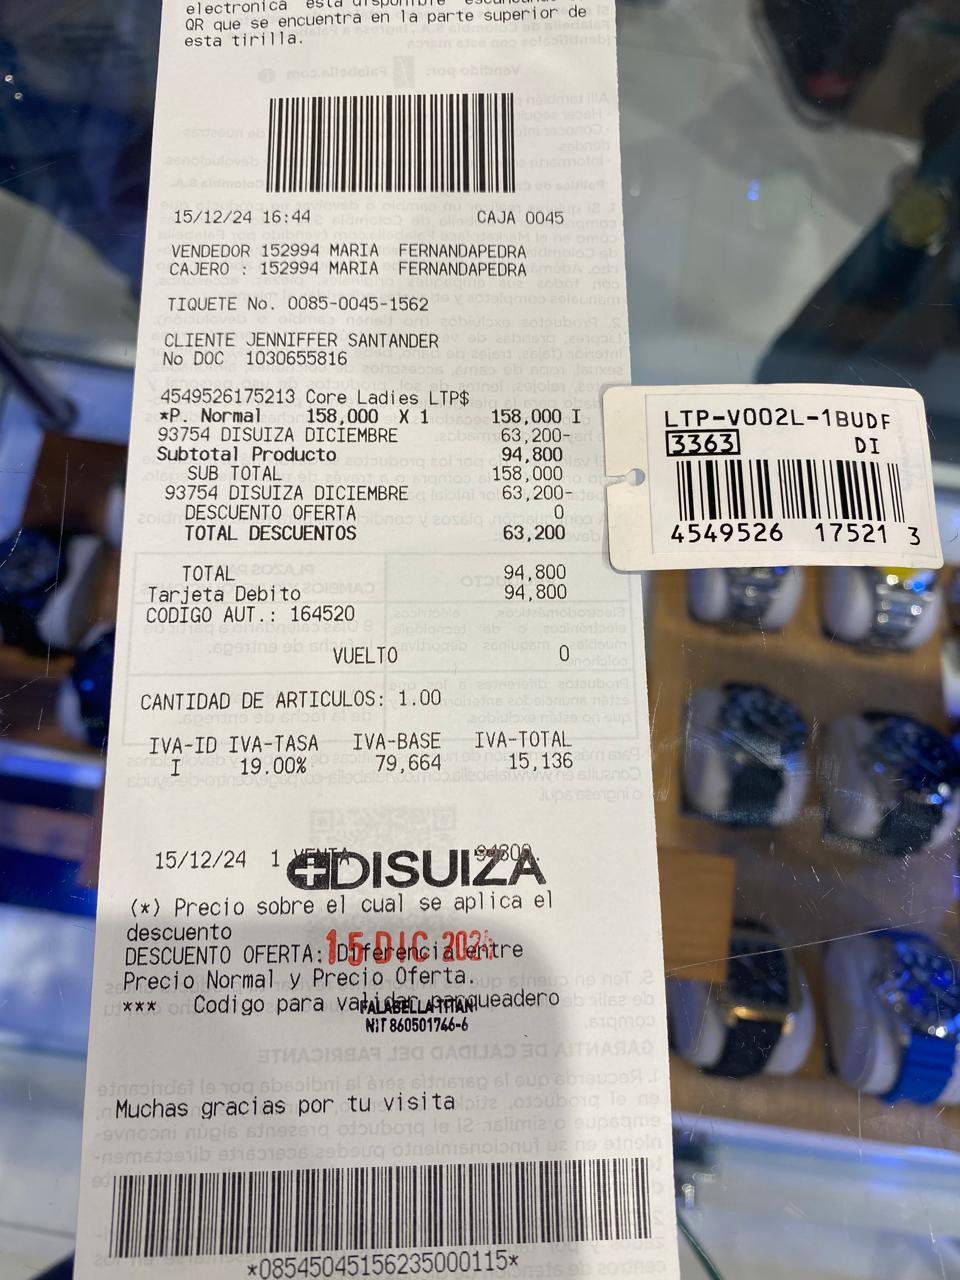 electronica esta disponible escaneando
QR que se encuentra en la parte superior de
esta tirilla.
15/12/24 16:44 CAJA 0045
VENDEDOR 152994 MARIA FERNANDAPEDRA
CAJERO : 152994 MARIA FERNANDAPEDRA
TIQUETE No. 0085-0045-1562
CLIENTE JENNIFFER SANTANDER
No DOC 1030655816
4549526175213 Core Ladies LTP$
*P. Normal 158,000 X 1 158,000 I
93754 DISUIZA DICIEMBRE 63,200-
Subtotal Producto 94,800
SUB TOTAL 158,000
93754 DISUIZA DICIEMBRE 63,200-
DESCUENTO OFERTA 0
TOTAL DESCUENTOS 63,200
TOTAL 94,800
Tarjeta Debito 94,800
CODIGO AUT.: 164520
VUELTO 0
CANTIDAD DE ARTICULOS: 1.00
IVA-ID IVA-TASA IVA-BASE IVA-TOTAL
I 19.00% 79,664 15,136
15/12/24 1 VENTA 94800.
DISUIZA
(*) Precio sobre el cual se aplica el
descuento
DESCUENTO OFERTA: Diferencia entre
15 DIC 2024
Precio Normal y Precio Oferta.
*** Codigo para validar parqueadero
FALABELLA TITAN
NIT 860501746-6
Muchas gracias por tu visita
*08545045156235000115*
LTP-V002L-1BUDF
3363 DI
4549526 17521 3